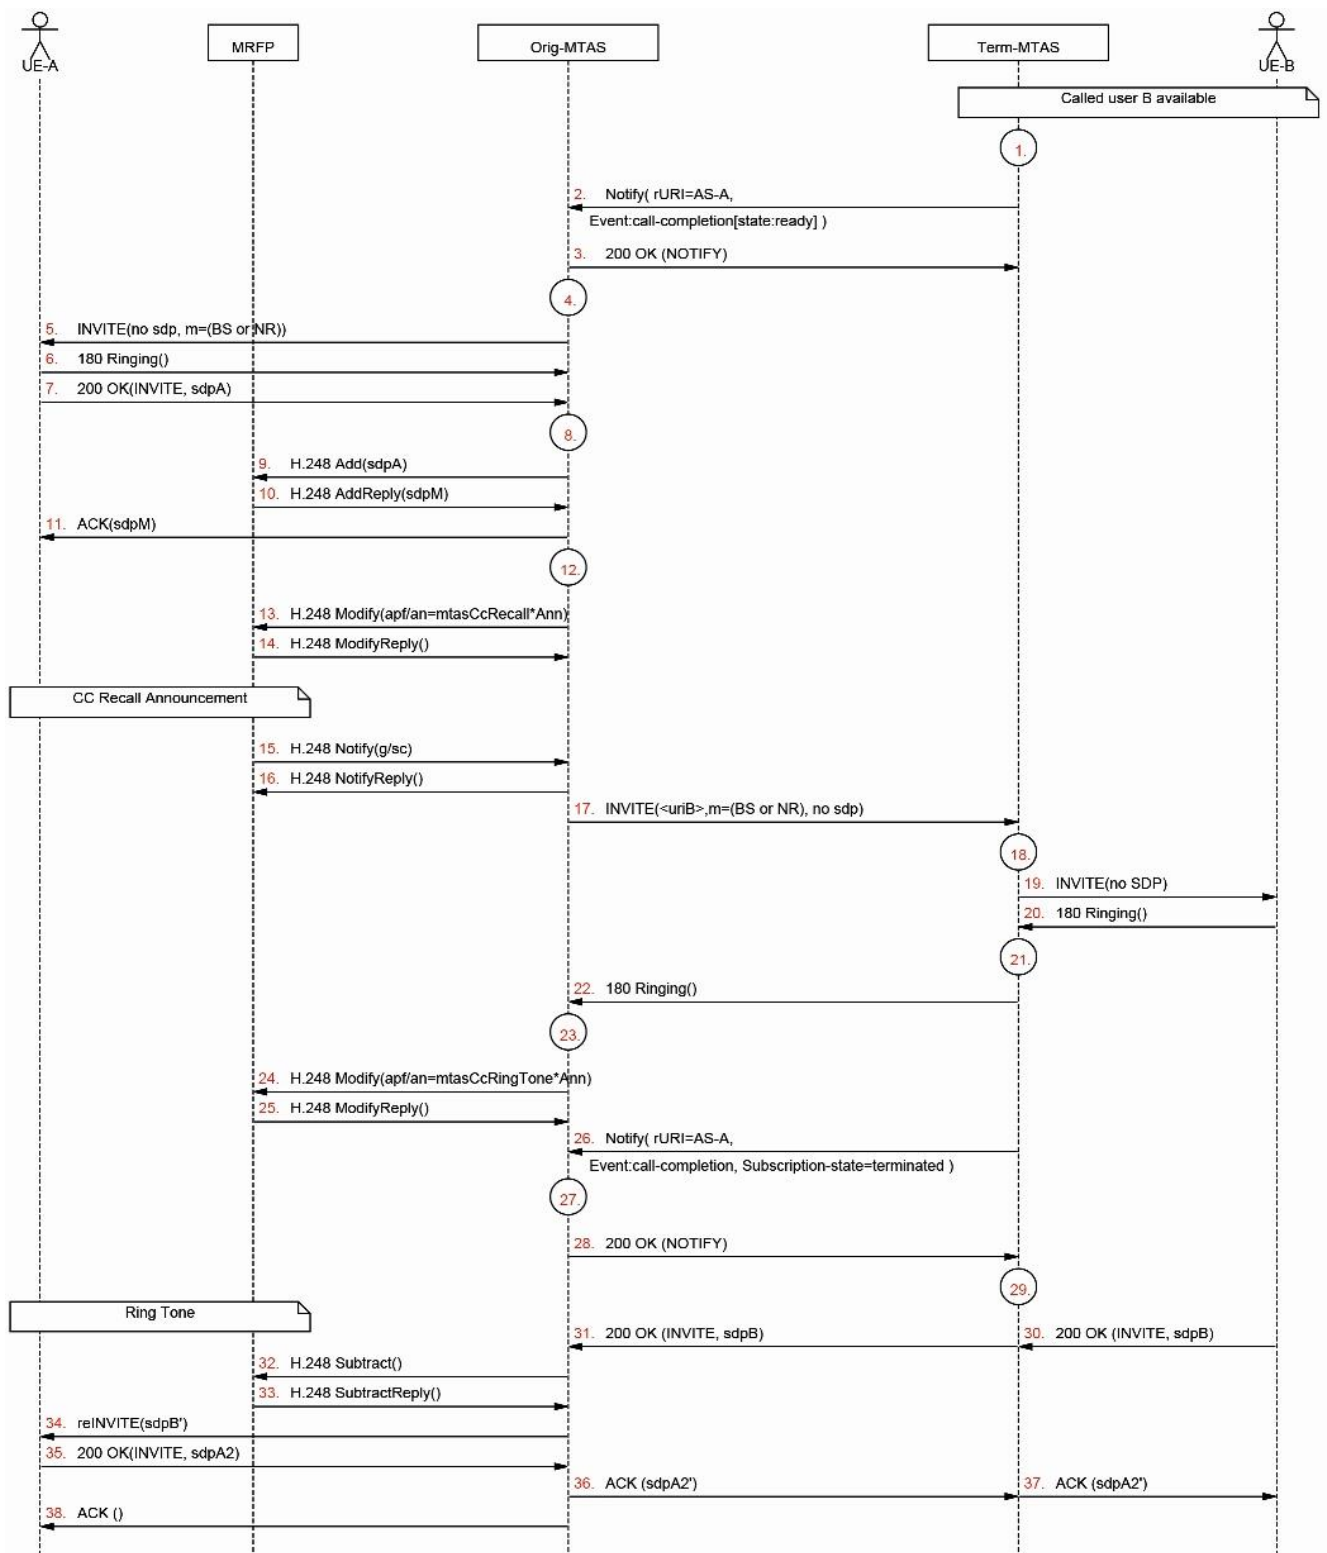 UE-A
MRFP
Orig-MTAS
Term-MTAS
UE-B
Called user B available
1.
2. Notify( rURI=AS-A,
Event:call-completion[state:ready] )
3. 200 OK (NOTIFY)
4.
5. INVITE(no sdp, m=(BS or NR))
6. 180 Ringing()
7. 200 OK(INVITE, sdpA)
8.
9. H.248 Add(sdpA)
10. H.248 AddReply(sdpM)
11. ACK(sdpM)
12.
13. H.248 Modify(apf/an=mtasCcRecall*Ann)
14. H.248 ModifyReply()
CC Recall Announcement
15. H.248 Notify(g/sc)
16. H.248 NotifyReply()
17. INVITE(<uriB>,m=(BS or NR), no sdp)
18.
19. INVITE(no SDP)
20. 180 Ringing()
21.
22. 180 Ringing()
23.
24. H.248 Modify(apf/an=mtasCcRingTone*Ann)
25. H.248 ModifyReply()
26. Notify( rURI=AS-A,
Event:call-completion, Subscription-state=terminated )
27.
28. 200 OK (NOTIFY)
29.
Ring Tone
31. 200 OK (INVITE, sdpB)
30. 200 OK (INVITE, sdpB)
32. H.248 Subtract()
33. H.248 SubtractReply()
34. reINVITE(sdpB')
35. 200 OK(INVITE, sdpA2)
36. ACK (sdpA2')
37. ACK (sdpA2')
38. ACK ()